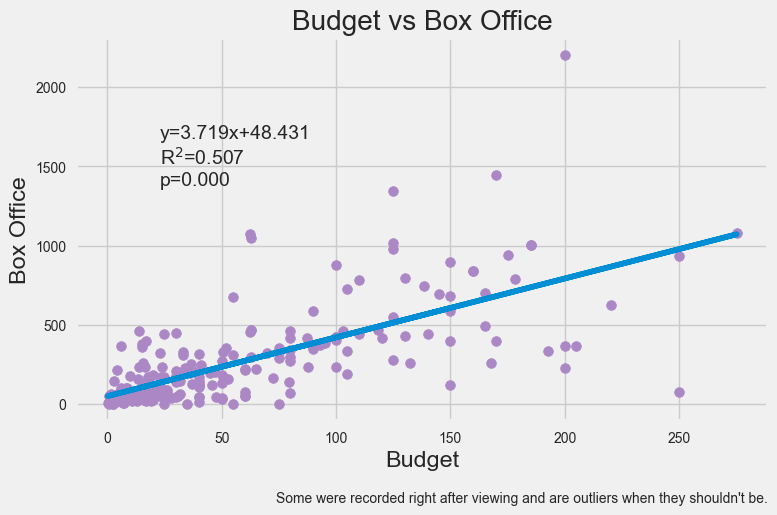 Budget vs Box Office
2000
y=3.719x+48.431
R²=0.507
p=0.000
1500
1000
500
0
Box Office
0 50 100 150 200 250
Budget
Some were recorded right after viewing and are outliers when they shouldn't be.